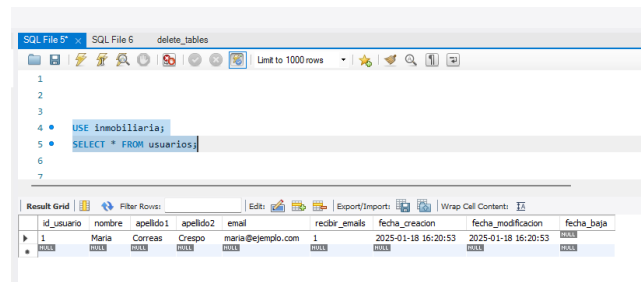 SQL File 5* × SQL File 6 delete_tables
Limit to 1000 rows
1
2
3
4 USE inmobiliaria;
5 SELECT * FROM usuarios;
6
7
Result Grid Filter Rows: Edit: Export/Import: Wrap Cell Content: IA
id_usuario nombre apellido1 apellido2 email recibir_emails fecha_creacion fecha_modificacion fecha_baja
1 Maria Correas Crespo maria@ejemplo.com 1 2025-01-18 16:20:53 2025-01-18 16:20:53 NULL
NULL NULL NULL NULL NULL NULL NULL NULL NULL